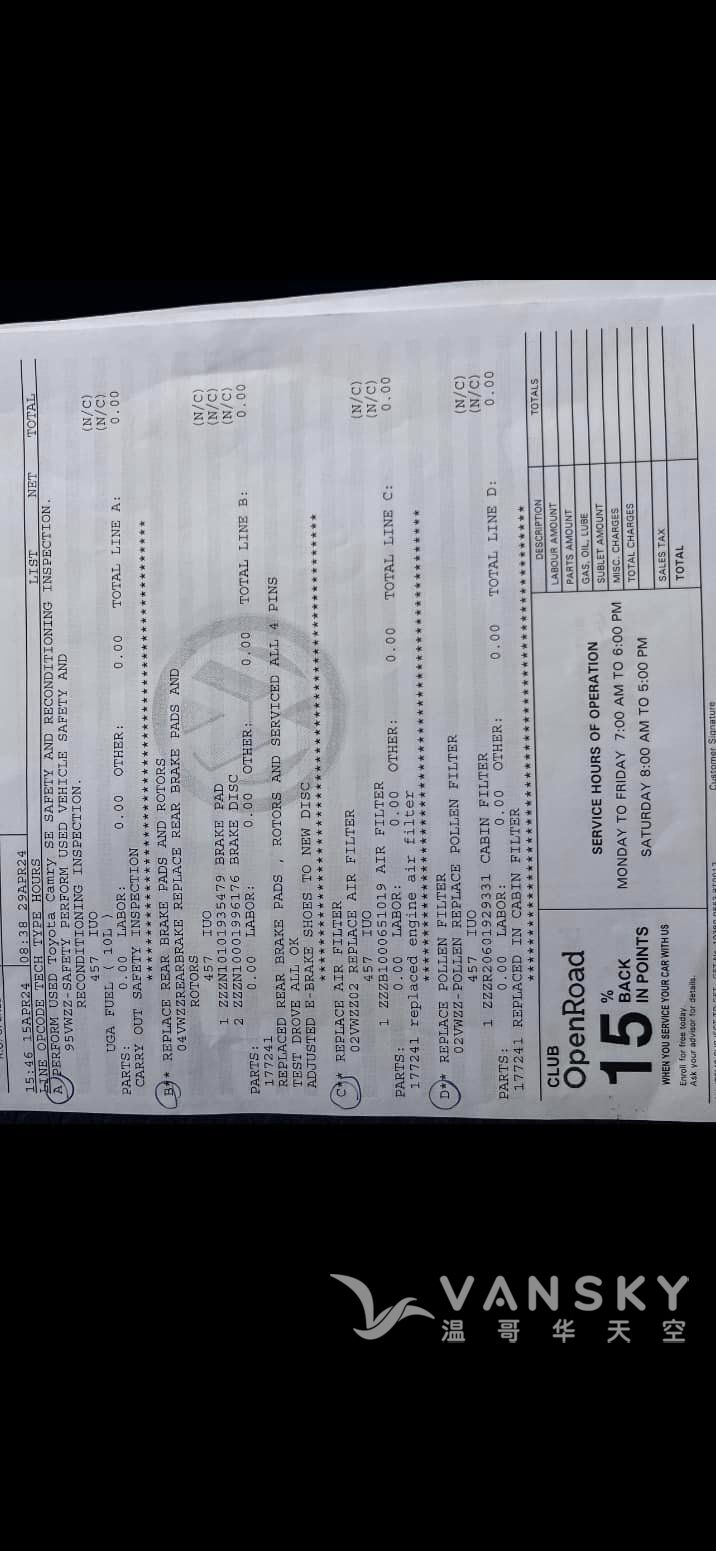 15:46 15APR24 08:38 29APR24
LINE OPCODE TECH TYPE HOURS LIST NET TOTAL
A PERFORM USED Toyota Camry SE SAFETY AND RECONDITIONING INSPECTION.
95VWZZ-SAFETY PERFORM USED VEHICLE SAFETY AND
RECONDITIONING INSPECTION.
457 IUO (N/C)
UGA FUEL ( 10L ) (N/C)
PARTS: 0.00 LABOR: 0.00 OTHER: 0.00 TOTAL LINE A: 0.00
CARRY OUT SAFETY INSPECTION
****************************************************
B** REPLACE REAR BRAKE PADS AND ROTORS
04VWZZREARBRAKE REPLACE REAR BRAKE PADS AND
ROTORS
457 IUO (N/C)
1 ZZZN10101935479 BRAKE PAD (N/C)
2 ZZZN10001996176 BRAKE DISC (N/C)
PARTS: 0.00 LABOR: 0.00 OTHER: 0.00 TOTAL LINE B: 0.00
177241
REPLACED REAR BRAKE PADS , ROTORS AND SERVICED ALL 4 PINS
TEST DROVE ALL OK
ADJUSTED E-BRAKE SHOES TO NEW DISC
****************************************************
C** REPLACE AIR FILTER
02VWZZ02 REPLACE AIR FILTER
457 IUO (N/C)
1 ZZZB1000651019 AIR FILTER (N/C)
PARTS: 0.00 LABOR: 0.00 OTHER: 0.00 TOTAL LINE C: 0.00
177241 replaced engine air filter
****************************************************
D** REPLACE POLLEN FILTER
02VWZZ-POLLEN REPLACE POLLEN FILTER
457 IUO (N/C)
1 ZZZR20601929331 CABIN FILTER (N/C)
PARTS: 0.00 LABOR: 0.00 OTHER: 0.00 TOTAL LINE D: 0.00
177241 REPLACED IN CABIN FILTER
****************************************************
CLUB
OpenRoad
15% BACK IN POINTS
WHEN YOU SERVICE YOUR CAR WITH US
Enroll for free today.
Ask your advisor for details.
SERVICE HOURS OF OPERATION
MONDAY TO FRIDAY 7:00 AM TO 6:00 PM
SATURDAY 8:00 AM TO 5:00 PM
DESCRIPTION TOTALS
LABOUR AMOUNT
PARTS AMOUNT
GAS, OIL, LUBE
SUBLET AMOUNT
MISC. CHARGES
TOTAL CHARGES
SALES TAX
TOTAL
Customer Signature
VANSKY
温哥华天空